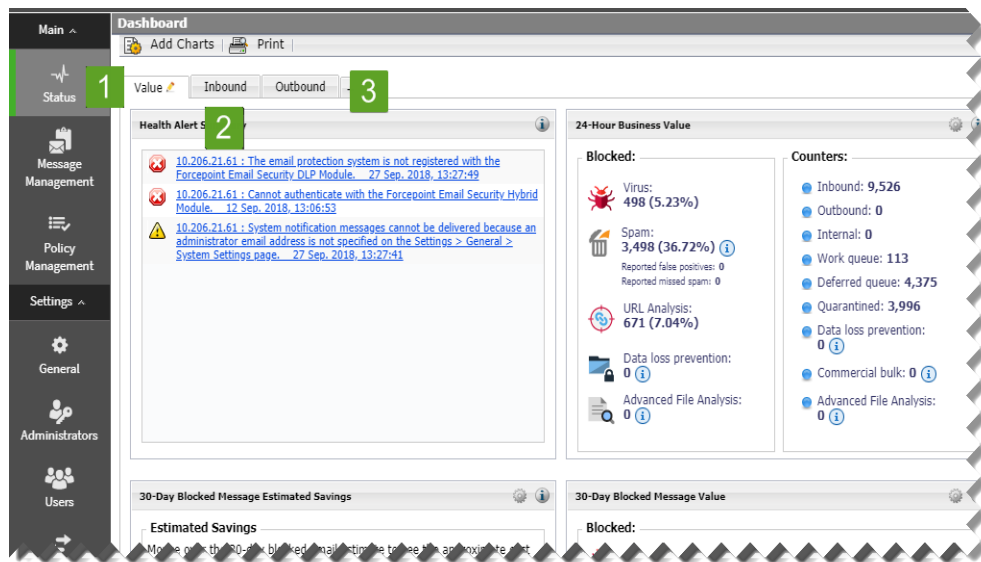 Main
Dashboard
Add Charts | Print |
Status
1
Value
Inbound
Outbound
3
2
Health Alert S
10.206.21.61 : The email protection system is not registered with the
Forcepoint Email Security DLP Module. 27 Sep. 2018, 13:27:49
10.206.21.61 : Cannot authenticate with the Forcepoint Email Security Hybrid
Module. 12 Sep. 2018, 13:06:53
10.206.21.61 : System notification messages cannot be delivered because an
administrator email address is not specified on the Settings > General >
System Settings page. 27 Sep. 2018, 13:27:41
24-Hour Business Value
Blocked:
Virus:
498 (5.23%)
Spam:
3,498 (36.72%)
Reported false positives: 0
Reported missed spam: 0
URL Analysis:
671 (7.04%)
Data loss prevention:
0
Advanced File Analysis:
0
Counters:
Inbound: 9,526
Outbound: 0
Internal: 0
Work queue: 113
Deferred queue: 4,375
Quarantined: 3,996
Data loss prevention:
0
Commercial bulk: 0
Advanced File Analysis:
0
Message
Management
Policy
Management
Settings
General
Administrators
Users
30-Day Blocked Message Estimated Savings
Estimated Savings
30-Day Blocked Message Value
Blocked: